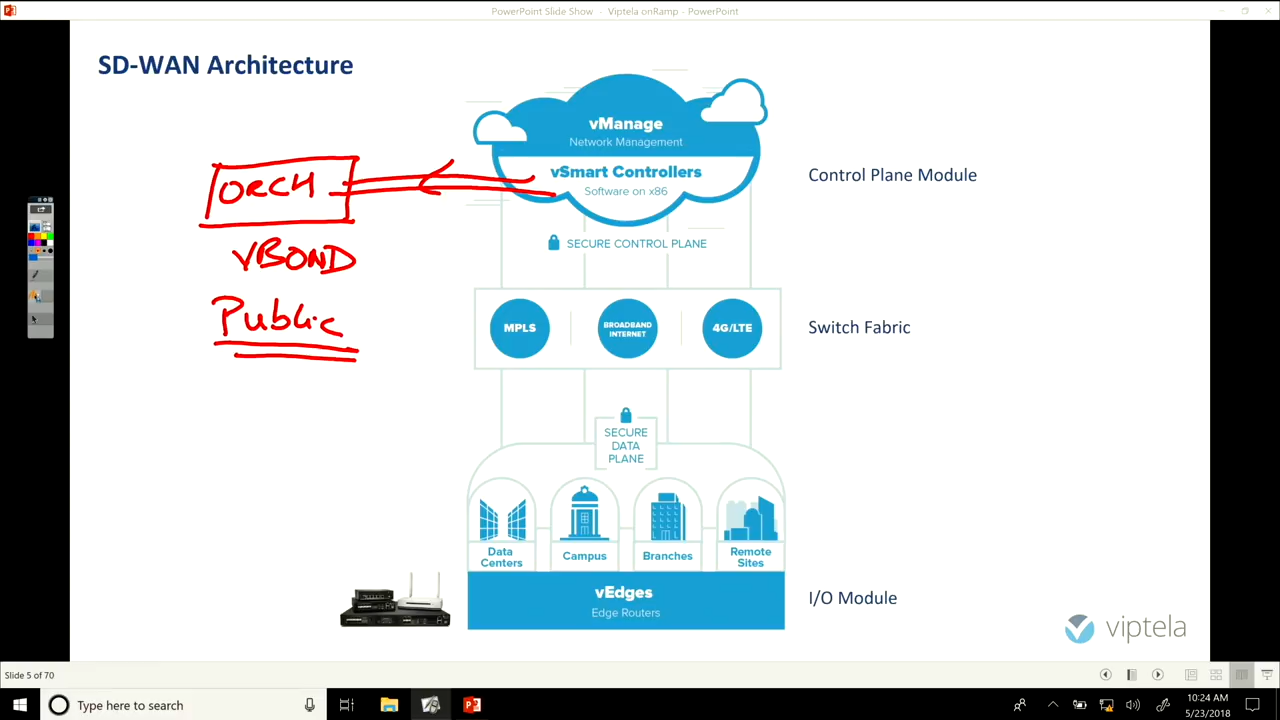 PowerPoint Slide Show - Viptela onRamp - PowerPoint
SD-WAN Architecture
vManage
Network Management
vSmart Controllers
Software on x86
Control Plane Module
ORCH
VBOND
Public
SECURE CONTROL PLANE
MPLS
BROADBAND
INTERNET
4G/LTE
Switch Fabric
SECURE
DATA
PLANE
Data
Centers
Campus
Branches
Remote
Sites
vEdges
Edge Routers
I/O Module
viptela
Slide 5 of 70
Type here to search
10:24 AM
5/23/2018